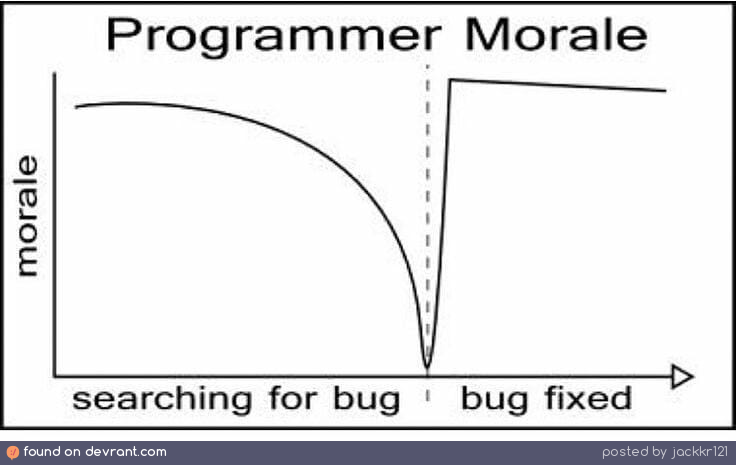 Programmer Morale
morale
searching for bug
bug fixed
found on devrant.com
posted by jackkr121